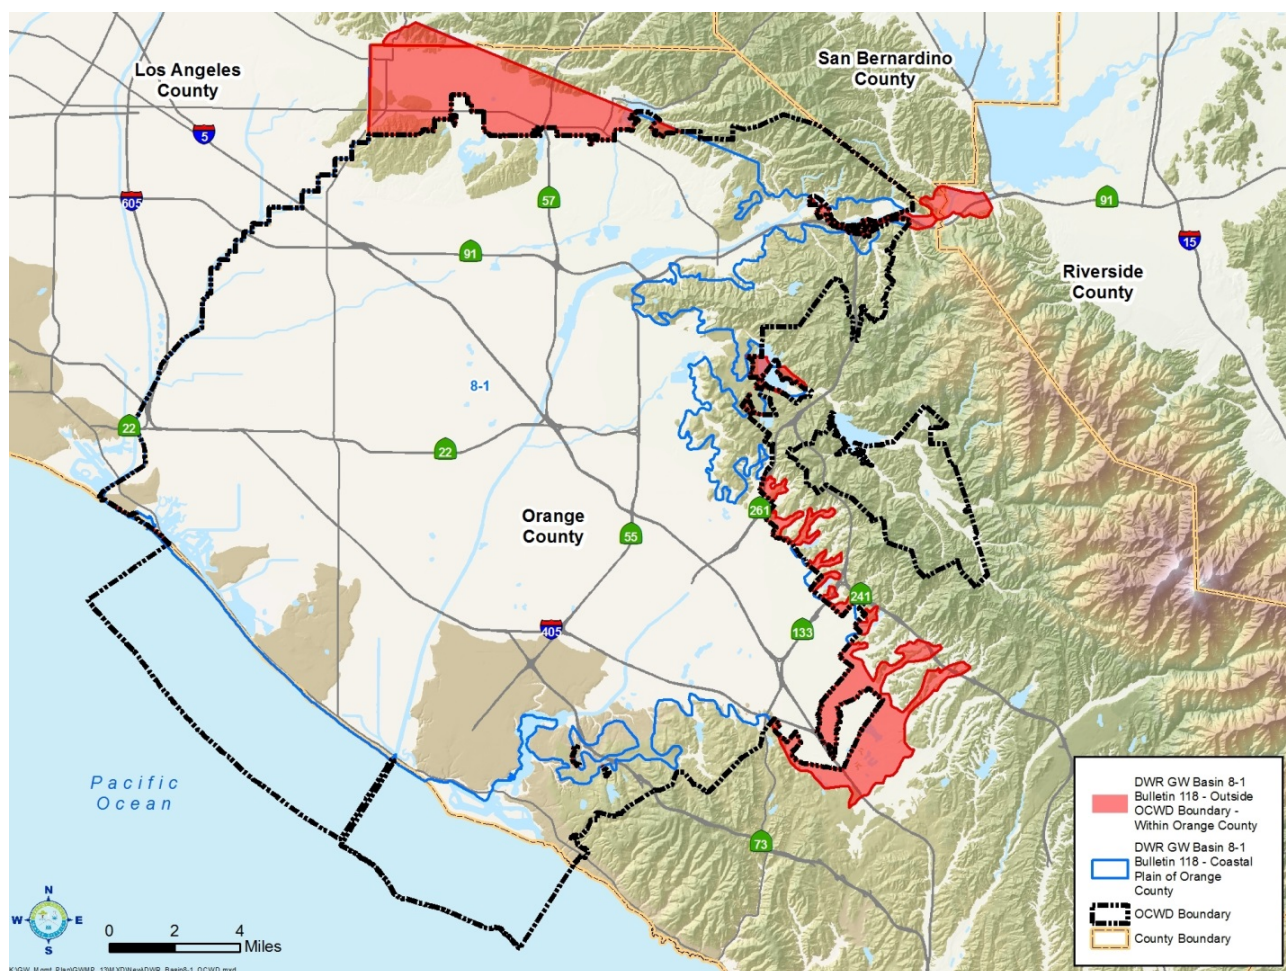 Los Angeles
County
San Bernardino
County
5
605
57
91
91
15
Riverside
County
8-1
22
22
Orange
County
261
55
241
405
133
73
Pacific
Ocean
N
W
E
S
0 2 4
Miles
DWR GW Basin 8-1
Bulletin 118 - Outside
OCWD Boundary -
Within Orange County
DWR GW Basin 8-1
Bulletin 118 - Coastal
Plain of Orange
County
OCWD Boundary
County Boundary